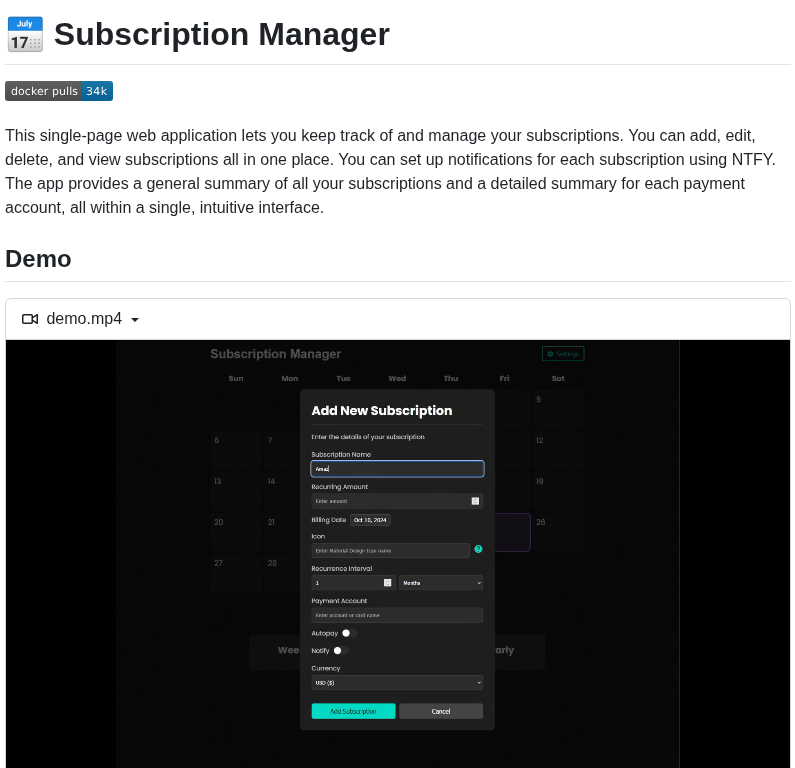 July
17
Subscription Manager
docker pulls 34k
This single-page web application lets you keep track of and manage your subscriptions. You can add, edit,
delete, and view subscriptions all in one place. You can set up notifications for each subscription using NTFY.
The app provides a general summary of all your subscriptions and a detailed summary for each payment
account, all within a single, intuitive interface.
Demo
demo.mp4
Subscription Manager
Settings
Sun Mon Tue Wed Thu Fri Sat
5
Add New Subscription
Enter the details of your subscription
6 7 12
Subscription Name
Amaz
13 14 19
Recurring Amount
Enter amount
Billing Date Oct 10, 2024
20 21 26
Icon
Enter Material Design Icon name
?
27 28
Recurrence Interval
1 Months
Payment Account
Enter account or card name
Autopay
Notify
Wee
arly
Currency
USD ($)
Add Subscription Cancel